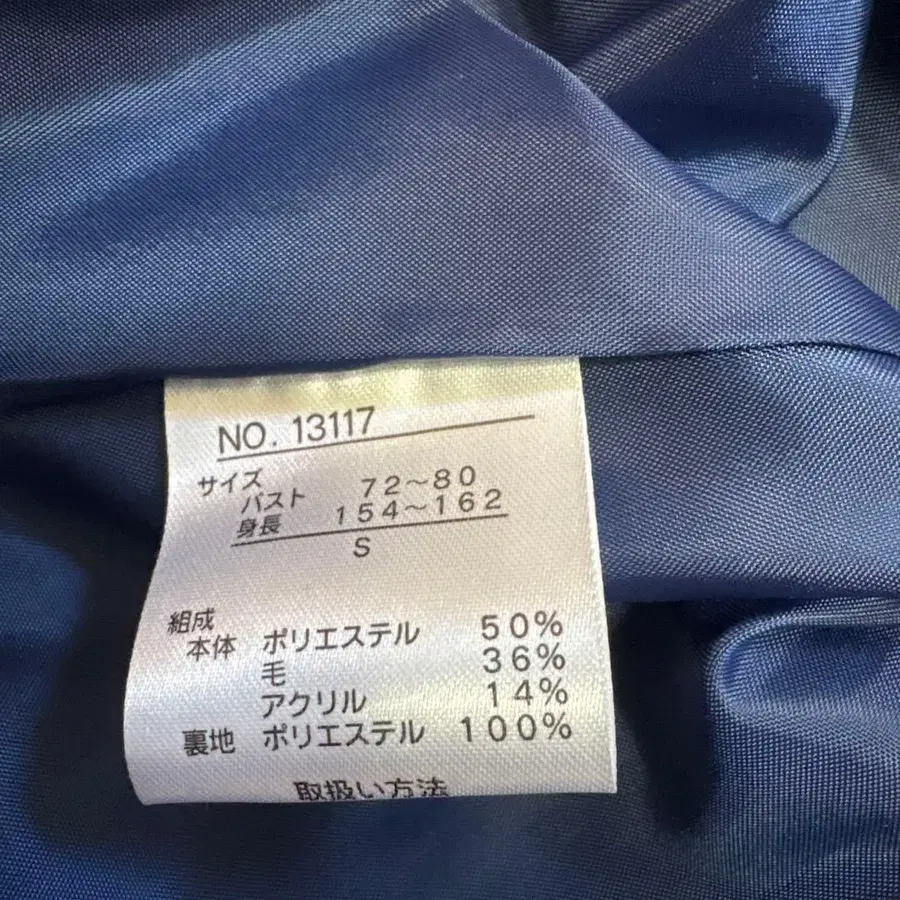 NO. 13117
サイズ
バスト 72～80
身長 154～162
S
組成
本体 ポリエステル 50%
毛 36%
アクリル 14%
裏地 ポリエステル 100%
取扱い方法